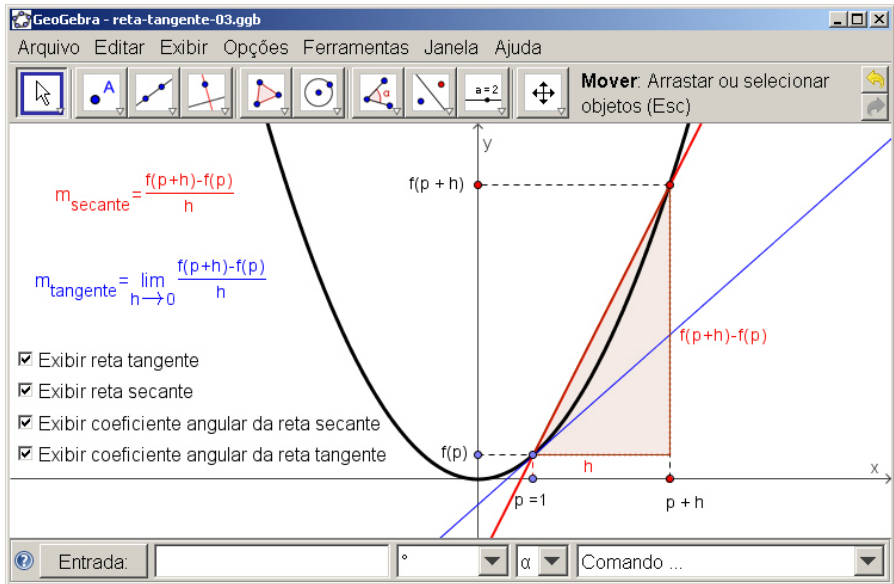 GeoGebra - reta-tangente-03.ggb
Arquivo Editar Exibir Opções Ferramentas Janela Ajuda
A
α
a = 2
Mover: Arrastar ou selecionar
objetos (Esc)
y
f(p + h)
m secante = f(p+h)-f(p) / h
m tangente = lim h→0 f(p+h)-f(p) / h
f(p+h)-f(p)
Exibir reta tangente
Exibir reta secante
Exibir coeficiente angular da reta secante
Exibir coeficiente angular da reta tangente
f(p)
h
x
p =1
p + h
Entrada:
°
α
Comando ...